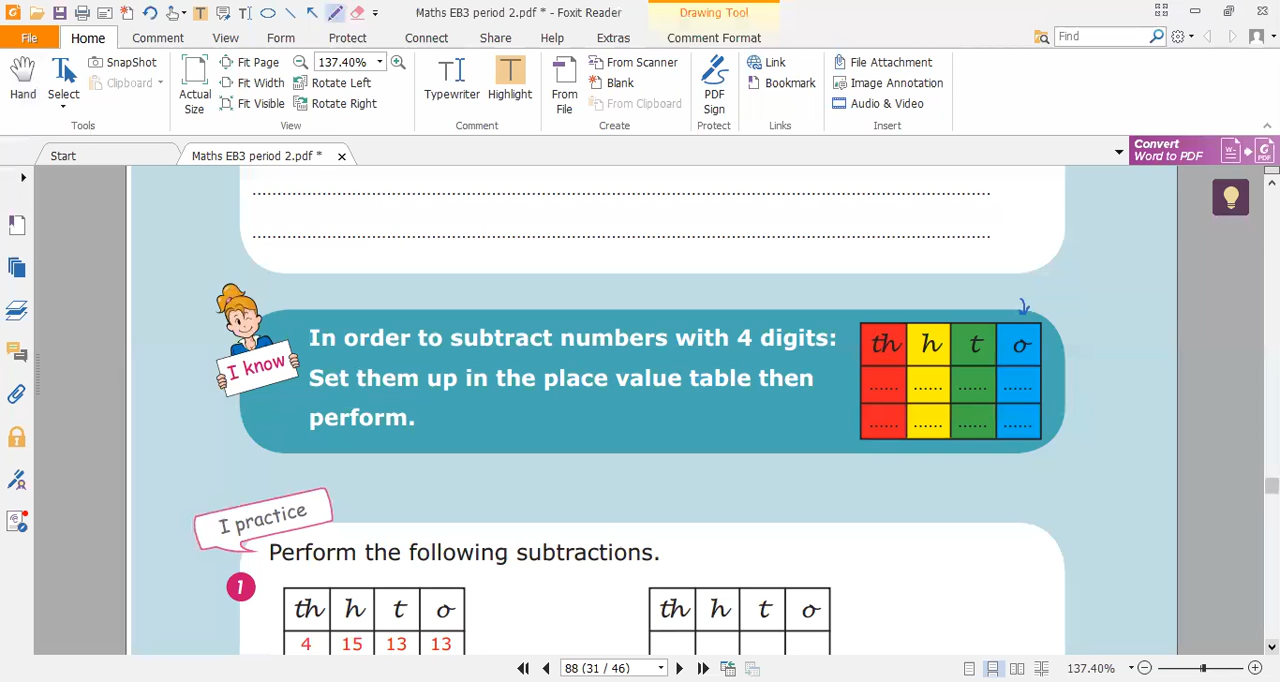 Maths EB3 period 2.pdf * - Foxit Reader
Drawing Tool
File Home Comment View Form Protect Connect Share Help Extras Comment Format
Find
Hand
Select
SnapShot
Clipboard
Tools
Actual Size
Fit Page
Fit Width
Fit Visible
137.40%
Rotate Left
Rotate Right
View
Typewriter
Highlight
Comment
From File
From Scanner
Blank
From Clipboard
Create
PDF Sign
Protect
Link
Bookmark
Links
File Attachment
Image Annotation
Audio & Video
Insert
Start
Maths EB3 period 2.pdf *
Convert
Word to PDF
....................
....................
I know
In order to subtract numbers with 4 digits:
Set them up in the place value table then
perform.
th h t o
...... ...... ...... ......
...... ...... ...... ......
I practice
Perform the following subtractions.
1
th h t o
4 15 13 13
th h t o
88 (31 / 46)
137.40%